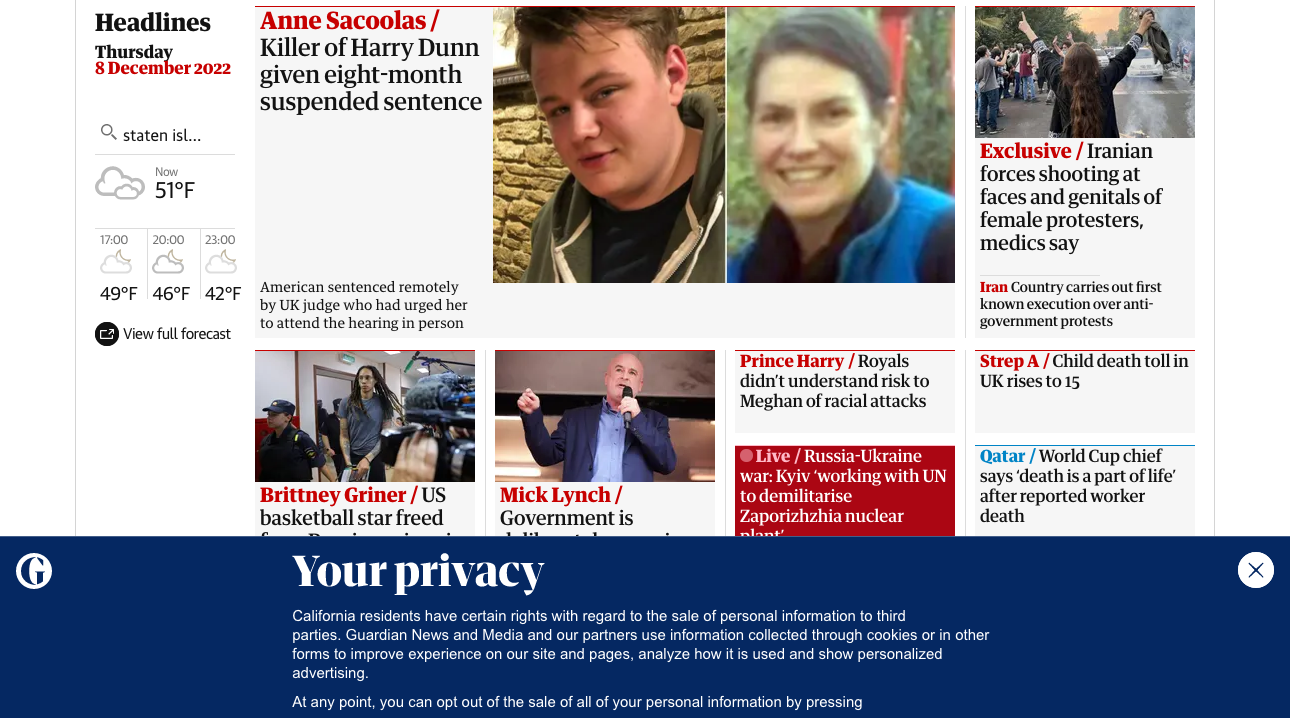 Headlines
Thursday
8 December 2022
staten isl...
Now
51°F
17:00
20:00
23:00
49°F
46°F
42°F
View full forecast
Anne Sacoolas /
Killer of Harry Dunn
given eight-month
suspended sentence
American sentenced remotely
by UK judge who had urged her
to attend the hearing in person
Exclusive / Iranian
forces shooting at
faces and genitals of
female protesters,
medics say
Iran Country carries out first
known execution over anti-
government protests
Brittney Griner / US
basketball star freed
Mick Lynch /
Government is
Prince Harry / Royals
didn't understand risk to
Meghan of racial attacks
Live / Russia-Ukraine
war: Kyiv 'working with UN
to demilitarise
Zaporizhzhia nuclear
plant'
Strep A / Child death toll in
UK rises to 15
Qatar / World Cup chief
says 'death is a part of life'
after reported worker
death
G
Your privacy
California residents have certain rights with regard to the sale of personal information to third
parties. Guardian News and Media and our partners use information collected through cookies or in other
forms to improve experience on our site and pages, analyze how it is used and show personalized
advertising.
At any point, you can opt out of the sale of all of your personal information by pressing